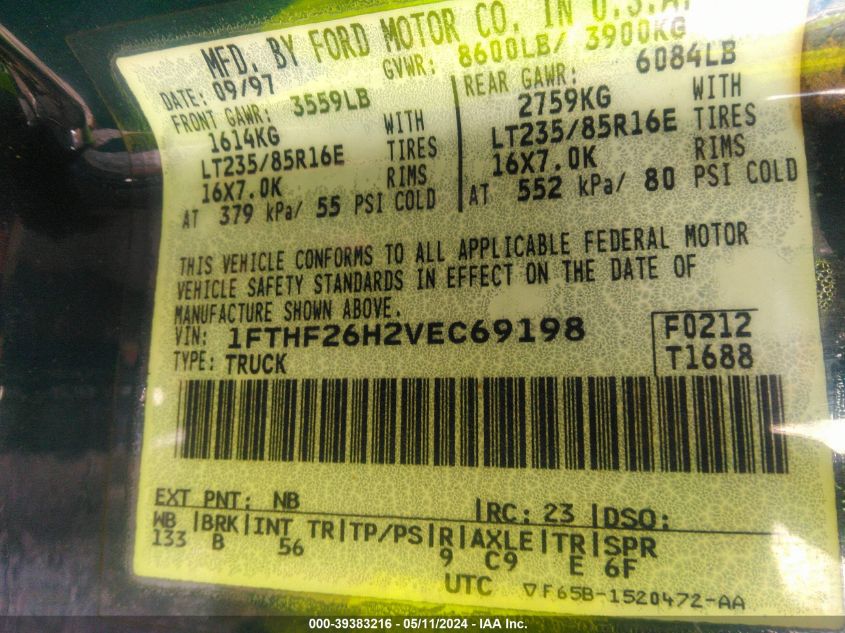 MFD. BY FORD MOTOR CO. IN U.S.A.
DATE: 09/97 GVWR: 8600LB/ 3900KG
FRONT GAWR: 3559LB REAR GAWR: 6084LB
1614KG WITH 2759KG WITH
LT235/85R16E TIRES LT235/85R16E TIRES
16X7.0K RIMS 16X7.0K RIMS
AT 379 kPa/ 55 PSI COLD AT 552 kPa/ 80 PSI COLD
THIS VEHICLE CONFORMS TO ALL APPLICABLE FEDERAL MOTOR
VEHICLE SAFETY STANDARDS IN EFFECT ON THE DATE OF
MANUFACTURE SHOWN ABOVE.
VIN: 1FTHF26H2VEC69198 F0212
TYPE: TRUCK T1688
EXT PNT: NB RC: 23 DSO:
WB BRK INT TR TP/PS R AXLE TR SPR
133 B 56 9 C9 E 6F
UTC ▽F65B-1520472-AA
000-39383216 - 05/11/2024 - IAA Inc.